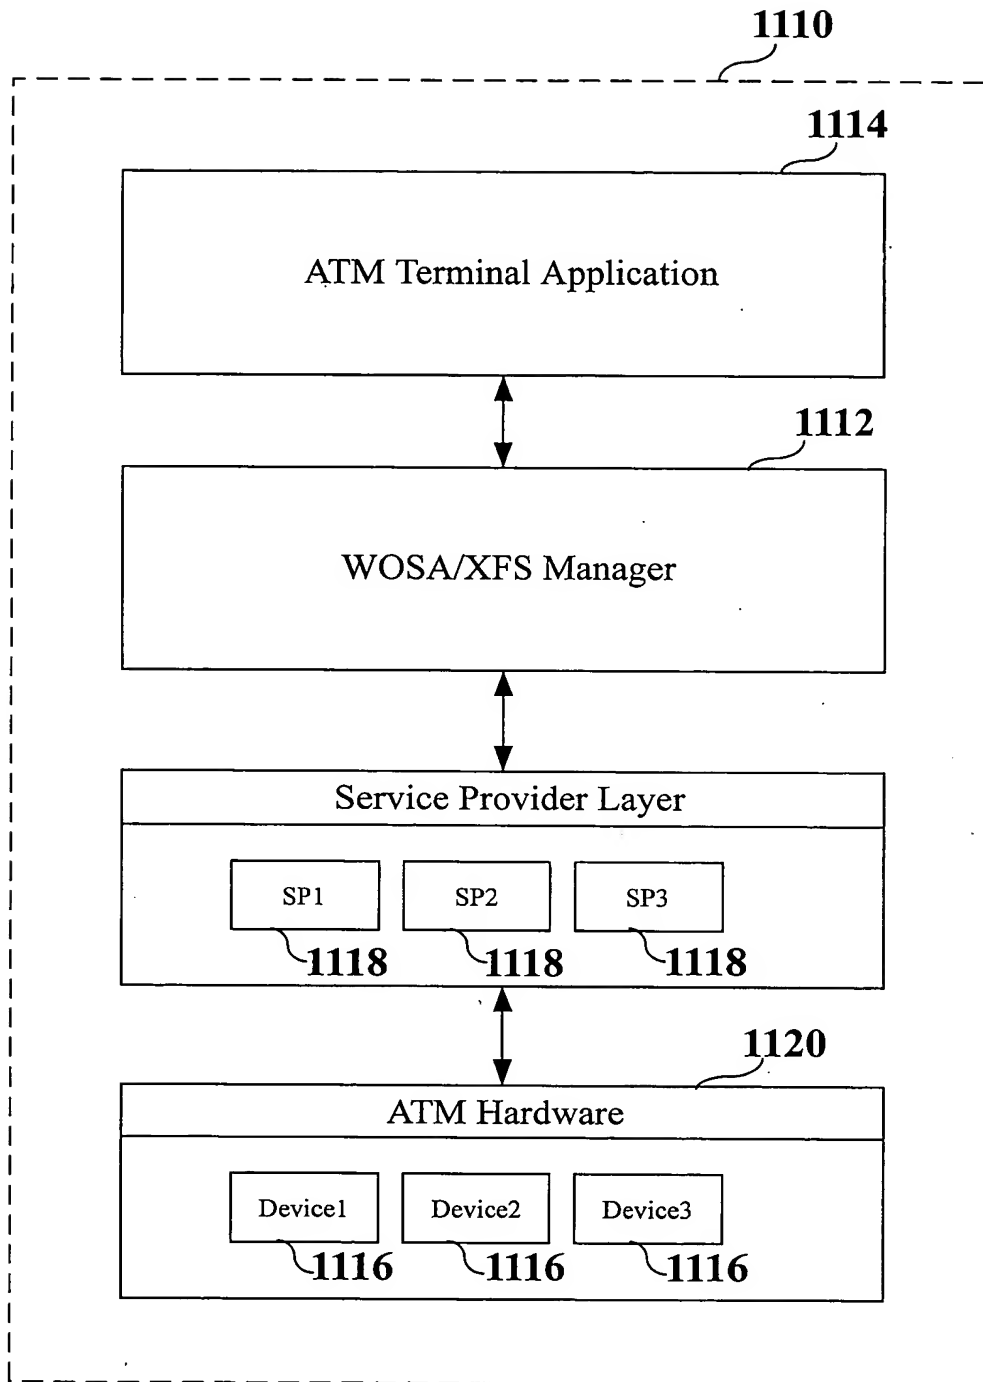 1110
1114
ATM Terminal Application
1112
WOSA/XFS Manager
Service Provider Layer
SP1 SP2 SP3
1118 1118 1118
1120
ATM Hardware
Device1 Device2 Device3
1116 1116 1116